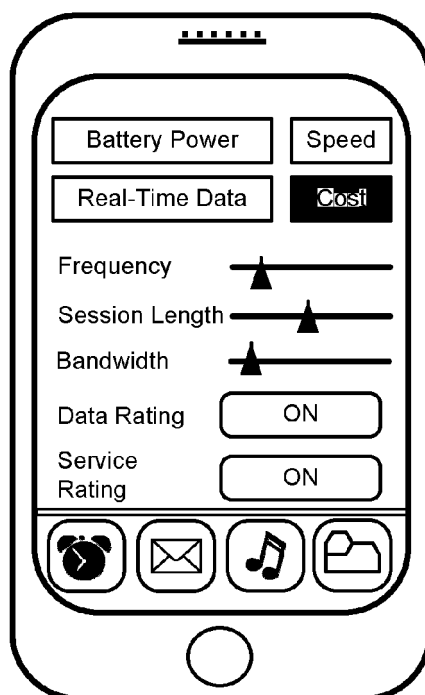 Battery Power Speed
Real-Time Data Cost
Frequency
Session Length
Bandwidth
Data Rating ON
Service
Rating ON